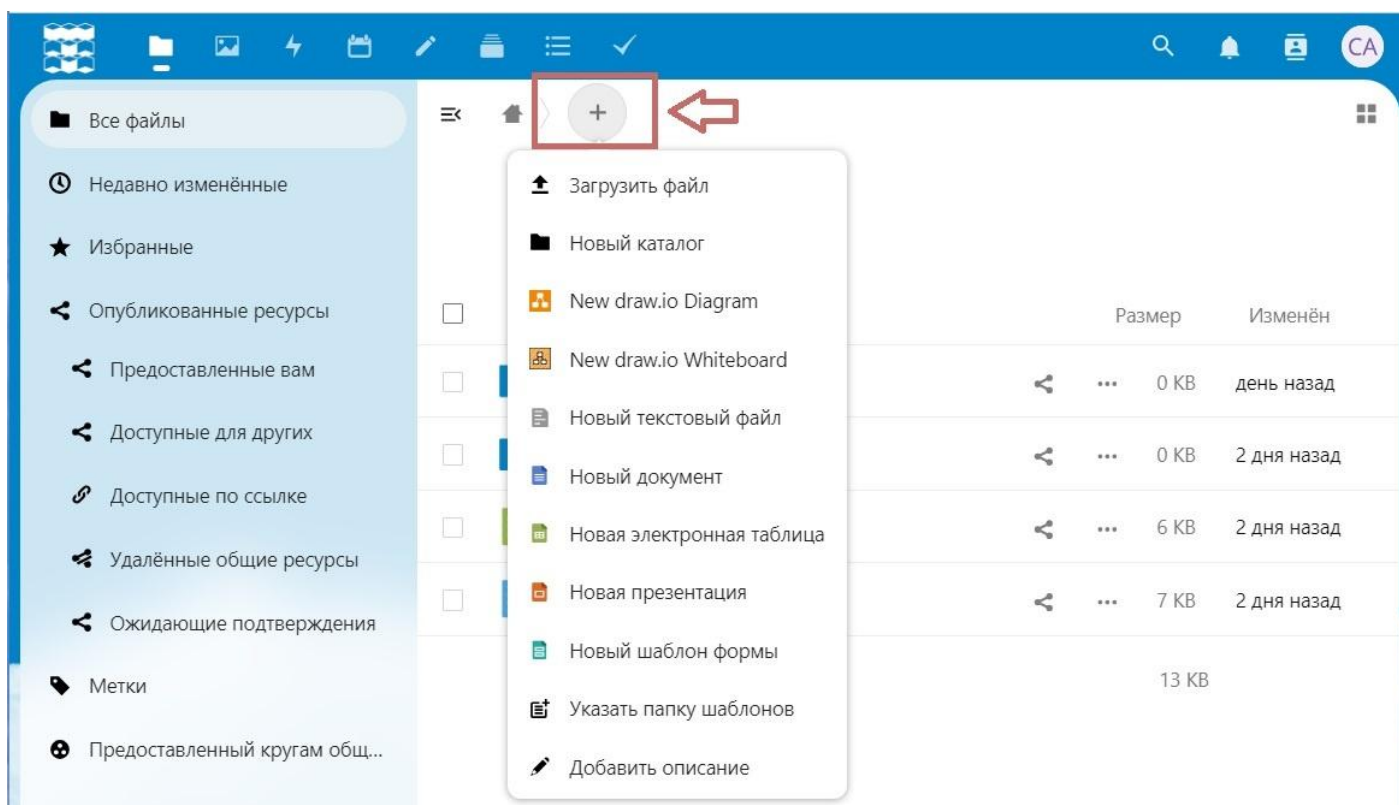 CA
Все файлы
Недавно изменённые
Избранные
Опубликованные ресурсы
Предоставленные вам
Доступные для других
Доступные по ссылке
Удалённые общие ресурсы
Ожидающие подтверждения
Метки
Предоставленный кругам общ...
Загрузить файл
Новый каталог
New draw.io Diagram
New draw.io Whiteboard
Новый текстовый файл
Новый документ
Новая электронная таблица
Новая презентация
Новый шаблон формы
Указать папку шаблонов
Добавить описание
Размер Изменён
0 KB день назад
0 KB 2 дня назад
6 KB 2 дня назад
7 KB 2 дня назад
13 KB